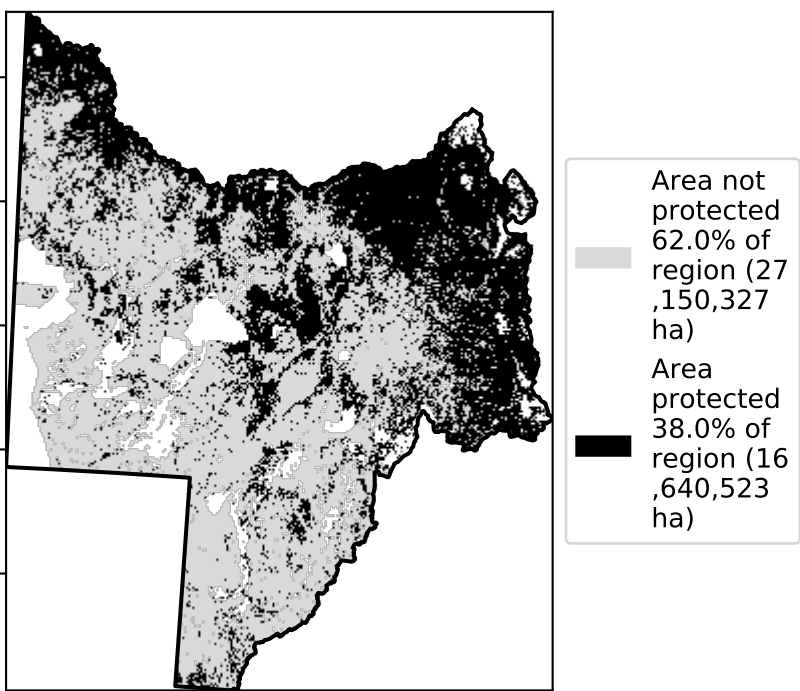 Area not
protected
62.0% of
region (27
,150,327
ha)
Area
protected
38.0% of
region (16
,640,523
ha)